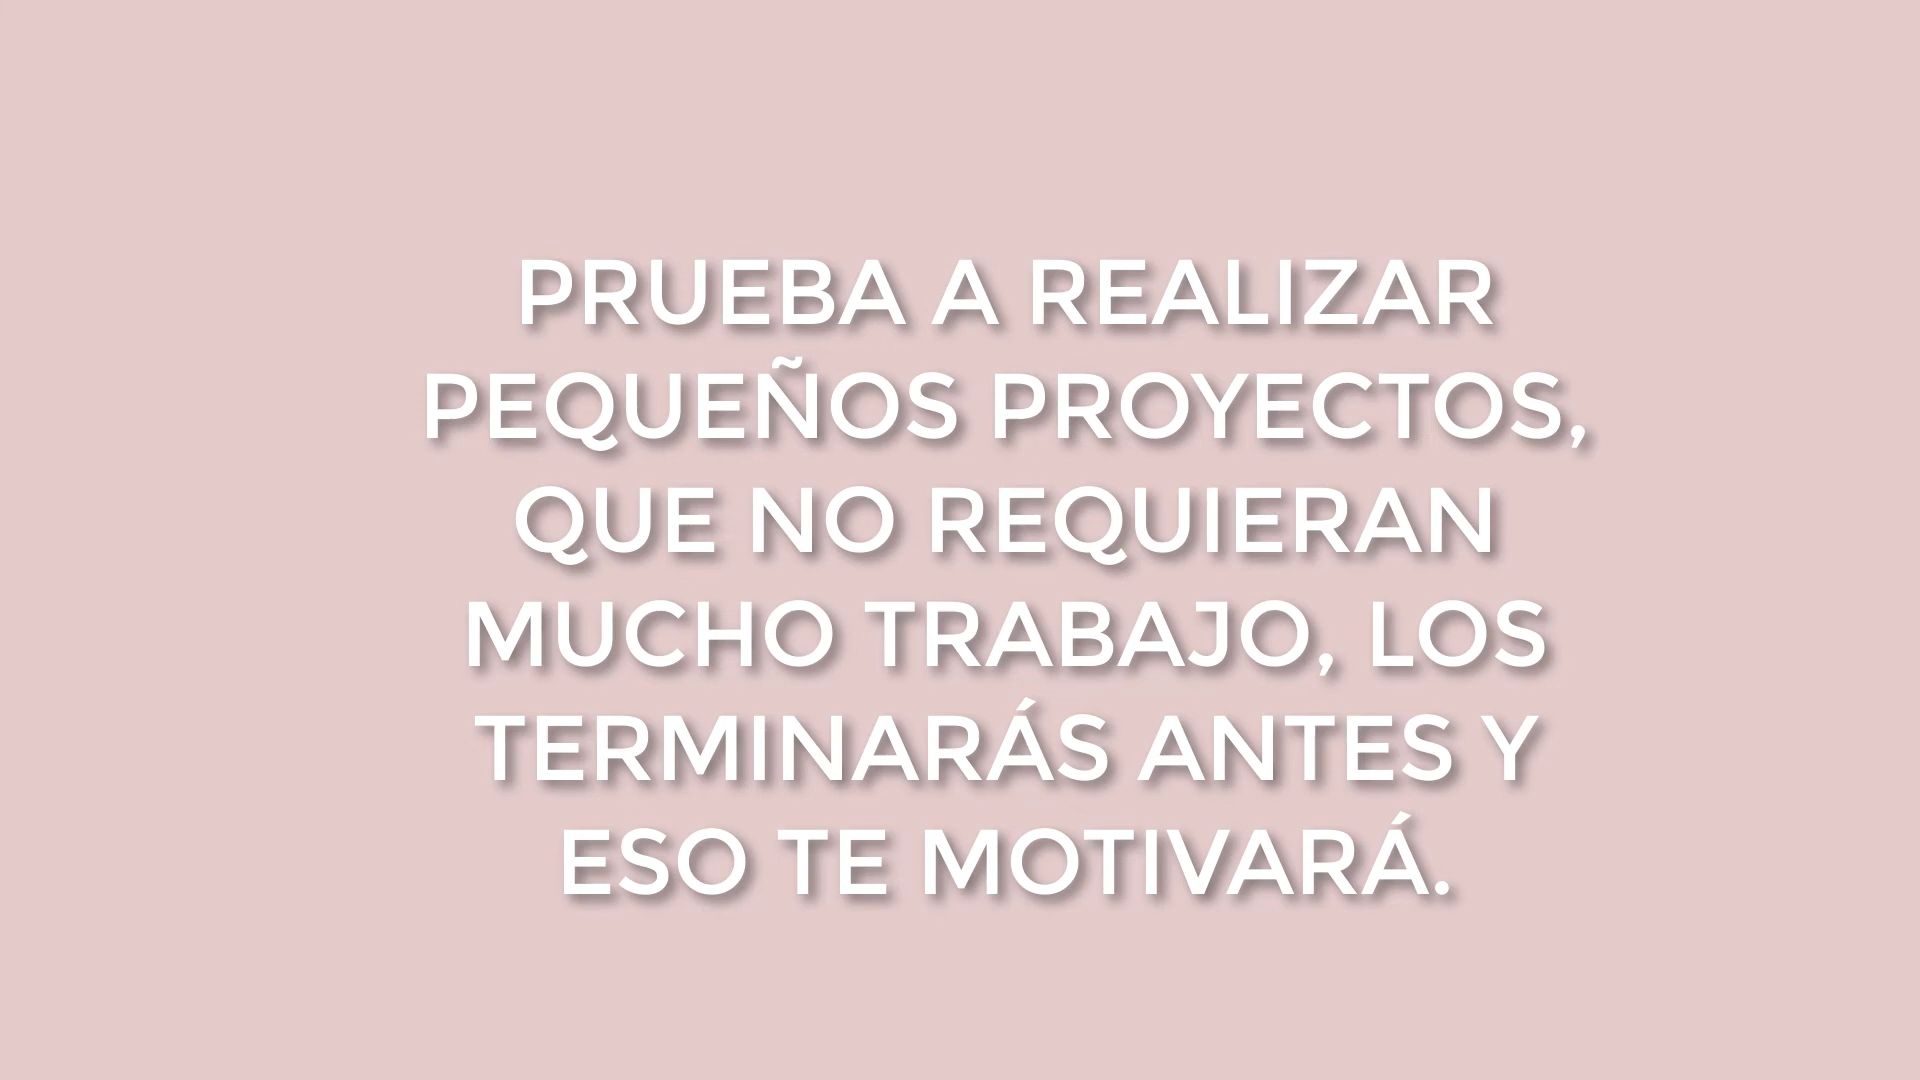 PRUEBA A REALIZAR
PEQUEÑOS PROYECTOS,
QUE NO REQUIERAN
MUCHO TRABAJO, LOS
TERMINARÁS ANTES Y
ESO TE MOTIVARÁ.